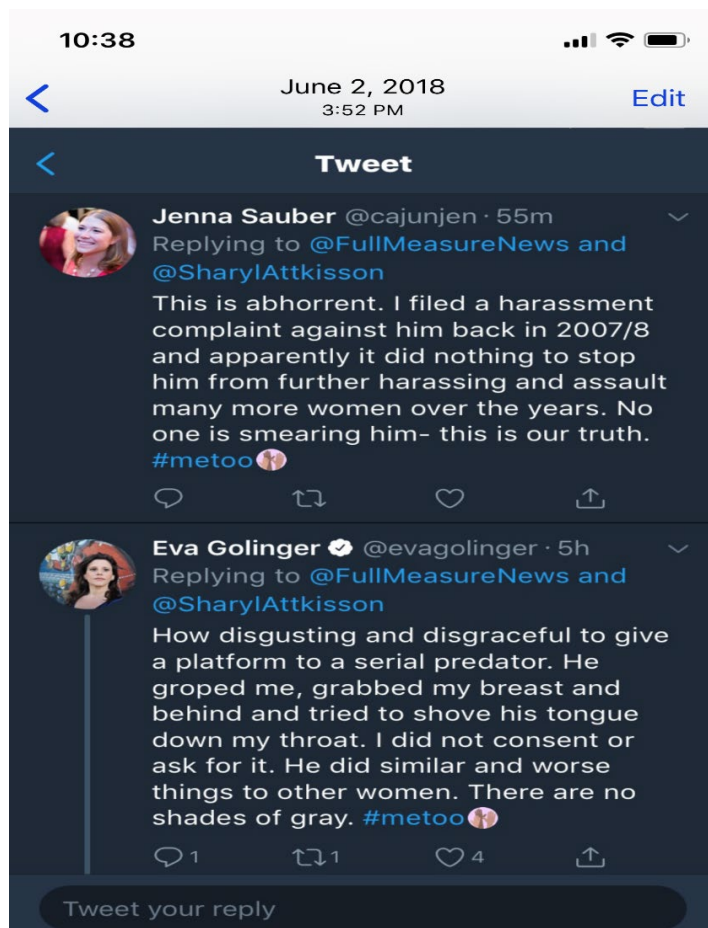 10:38
June 2, 2018
3:52 PM
Edit
Tweet
Jenna Sauber @cajunjen · 55m
Replying to @FullMeasureNews and
@SharylAttkisson
This is abhorrent. I filed a harassment
complaint against him back in 2007/8
and apparently it did nothing to stop
him from further harassing and assault
many more women over the years. No
one is smearing him- this is our truth.
#metoo
Eva Golinger @evagolinger · 5h
Replying to @FullMeasureNews and
@SharylAttkisson
How disgusting and disgraceful to give
a platform to a serial predator. He
groped me, grabbed my breast and
behind and tried to shove his tongue
down my throat. I did not consent or
ask for it. He did similar and worse
things to other women. There are no
shades of gray. #metoo
1 1 4
Tweet your reply